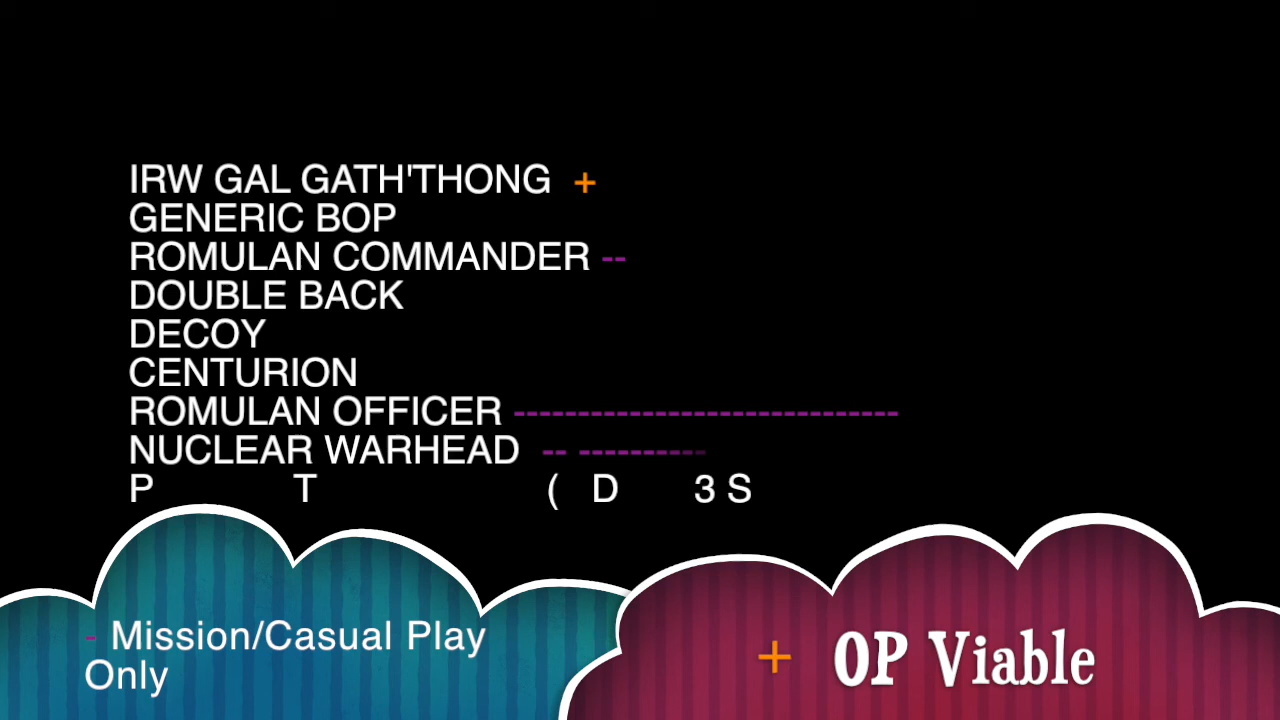 IRW GAL GATH'THONG +
GENERIC BOP
ROMULAN COMMANDER --
DOUBLE BACK
DECOY
CENTURION
ROMULAN OFFICER ------------------------------
NUCLEAR WARHEAD -- ----------
P T ( D 3 S
- Mission/Casual Play
Only
+ OP Viable